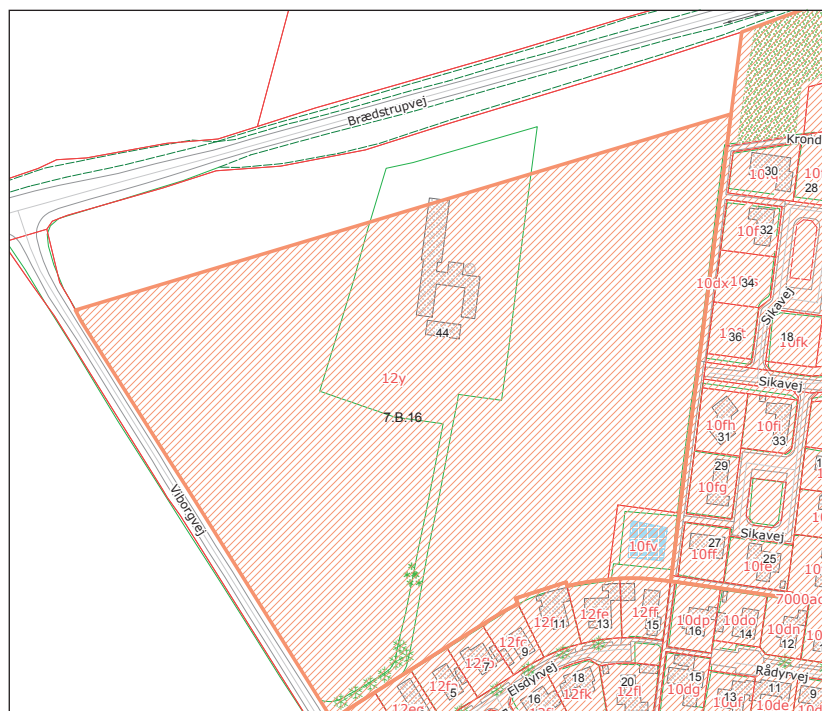 Brædstrupvej
Krond
30
28
10f
32
10dx
34
Sikavej
36
18
10fk
44
12y
Sikavej
7.B.16
10fh
10fi
31
33
29
10fg
Viborgvej
Sikavej
27
10ff
25
10fe
10fv
7000ad
11
12fe
13
12ff
15
10dp
16
10do
14
10dn
12
9
7
5
Elsdyrvej
18
12fk
20
12fl
16
15
10dg
Rådyrvej
11
10de
13
9